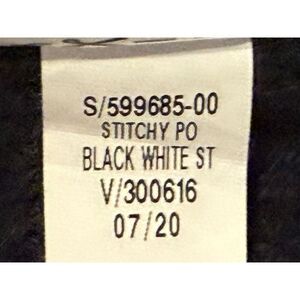 S/599685-00
STITCHY PO
BLACK WHITE ST
V/300616
07/20